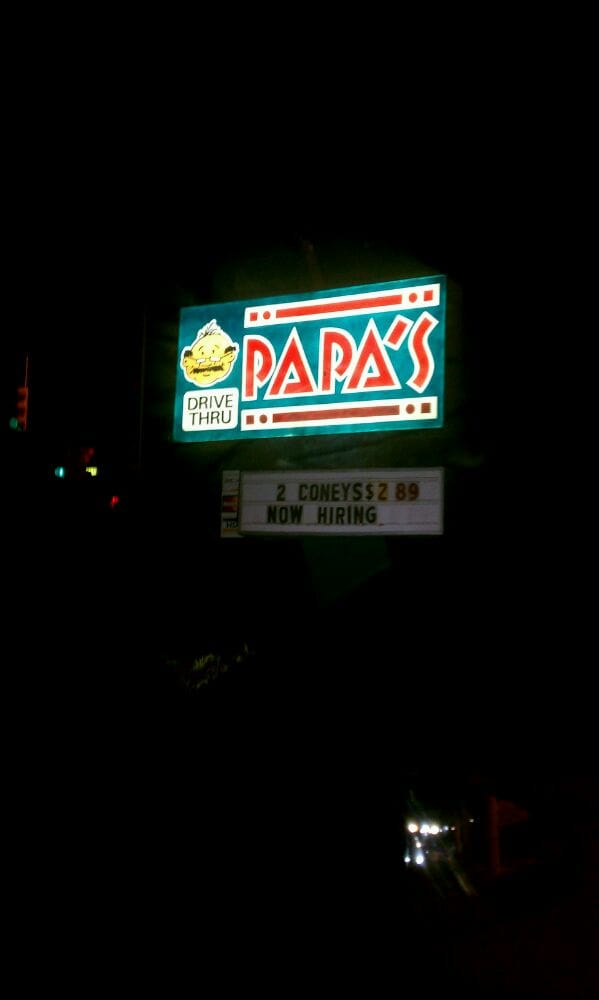 PAPA'S
DRIVE
THRU
2 CONEYS $2 89
NOW HIRING